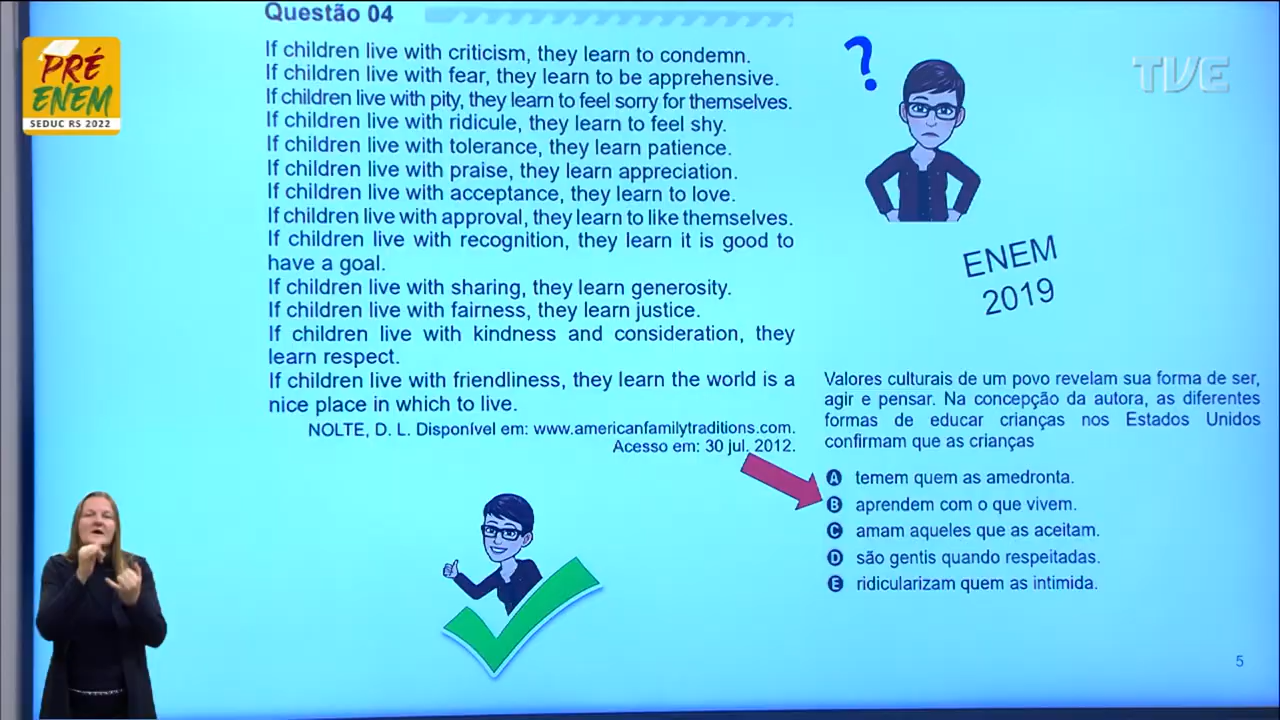 Questão 04
If children live with criticism, they learn to condemn.
If children live with fear, they learn to be apprehensive.
If children live with pity, they learn to feel sorry for themselves.
If children live with ridicule, they learn to feel shy.
If children live with tolerance, they learn patience.
If children live with praise, they learn appreciation.
If children live with acceptance, they learn to love.
If children live with approval, they learn to like themselves.
If children live with recognition, they learn it is good to
have a goal.
If children live with sharing, they learn generosity.
If children live with fairness, they learn justice.
If children live with kindness and consideration, they
learn respect.
If children live with friendliness, they learn the world is a
nice place in which to live.
NOLTE, D. L. Disponível em: www.americanfamilytraditions.com.
Acesso em: 30 jul. 2012.
PRÉ
ENEM
SEDUC RS 2022
?
TVE
ENEM
2019
Valores culturais de um povo revelam sua forma de ser,
agir e pensar. Na concepção da autora, as diferentes
formas de educar crianças nos Estados Unidos
confirmam que as crianças
A temem quem as amedronta.
B aprendem com o que vivem.
C amam aqueles que as aceitam.
D são gentis quando respeitadas.
E ridicularizam quem as intimida.
5